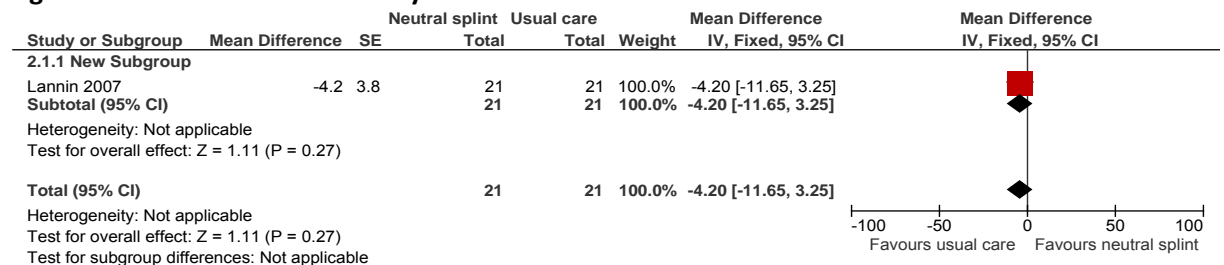 Neutral splint Usual care Mean Difference Mean Difference
Study or Subgroup Mean Difference SE Total Total Weight IV, Fixed, 95% CI IV, Fixed, 95% CI
2.1.1 New Subgroup
Lannin 2007 -4.2 3.8 21 21 100.0% -4.20 [-11.65, 3.25]
Subtotal (95% CI) 21 21 100.0% -4.20 [-11.65, 3.25]
Heterogeneity: Not applicable
Test for overall effect: Z = 1.11 (P = 0.27)
Total (95% CI) 21 21 100.0% -4.20 [-11.65, 3.25]
Heterogeneity: Not applicable
Test for overall effect: Z = 1.11 (P = 0.27)
Test for subgroup differences: Not applicable
-100 -50 0 50 100
Favours usual care Favours neutral splint